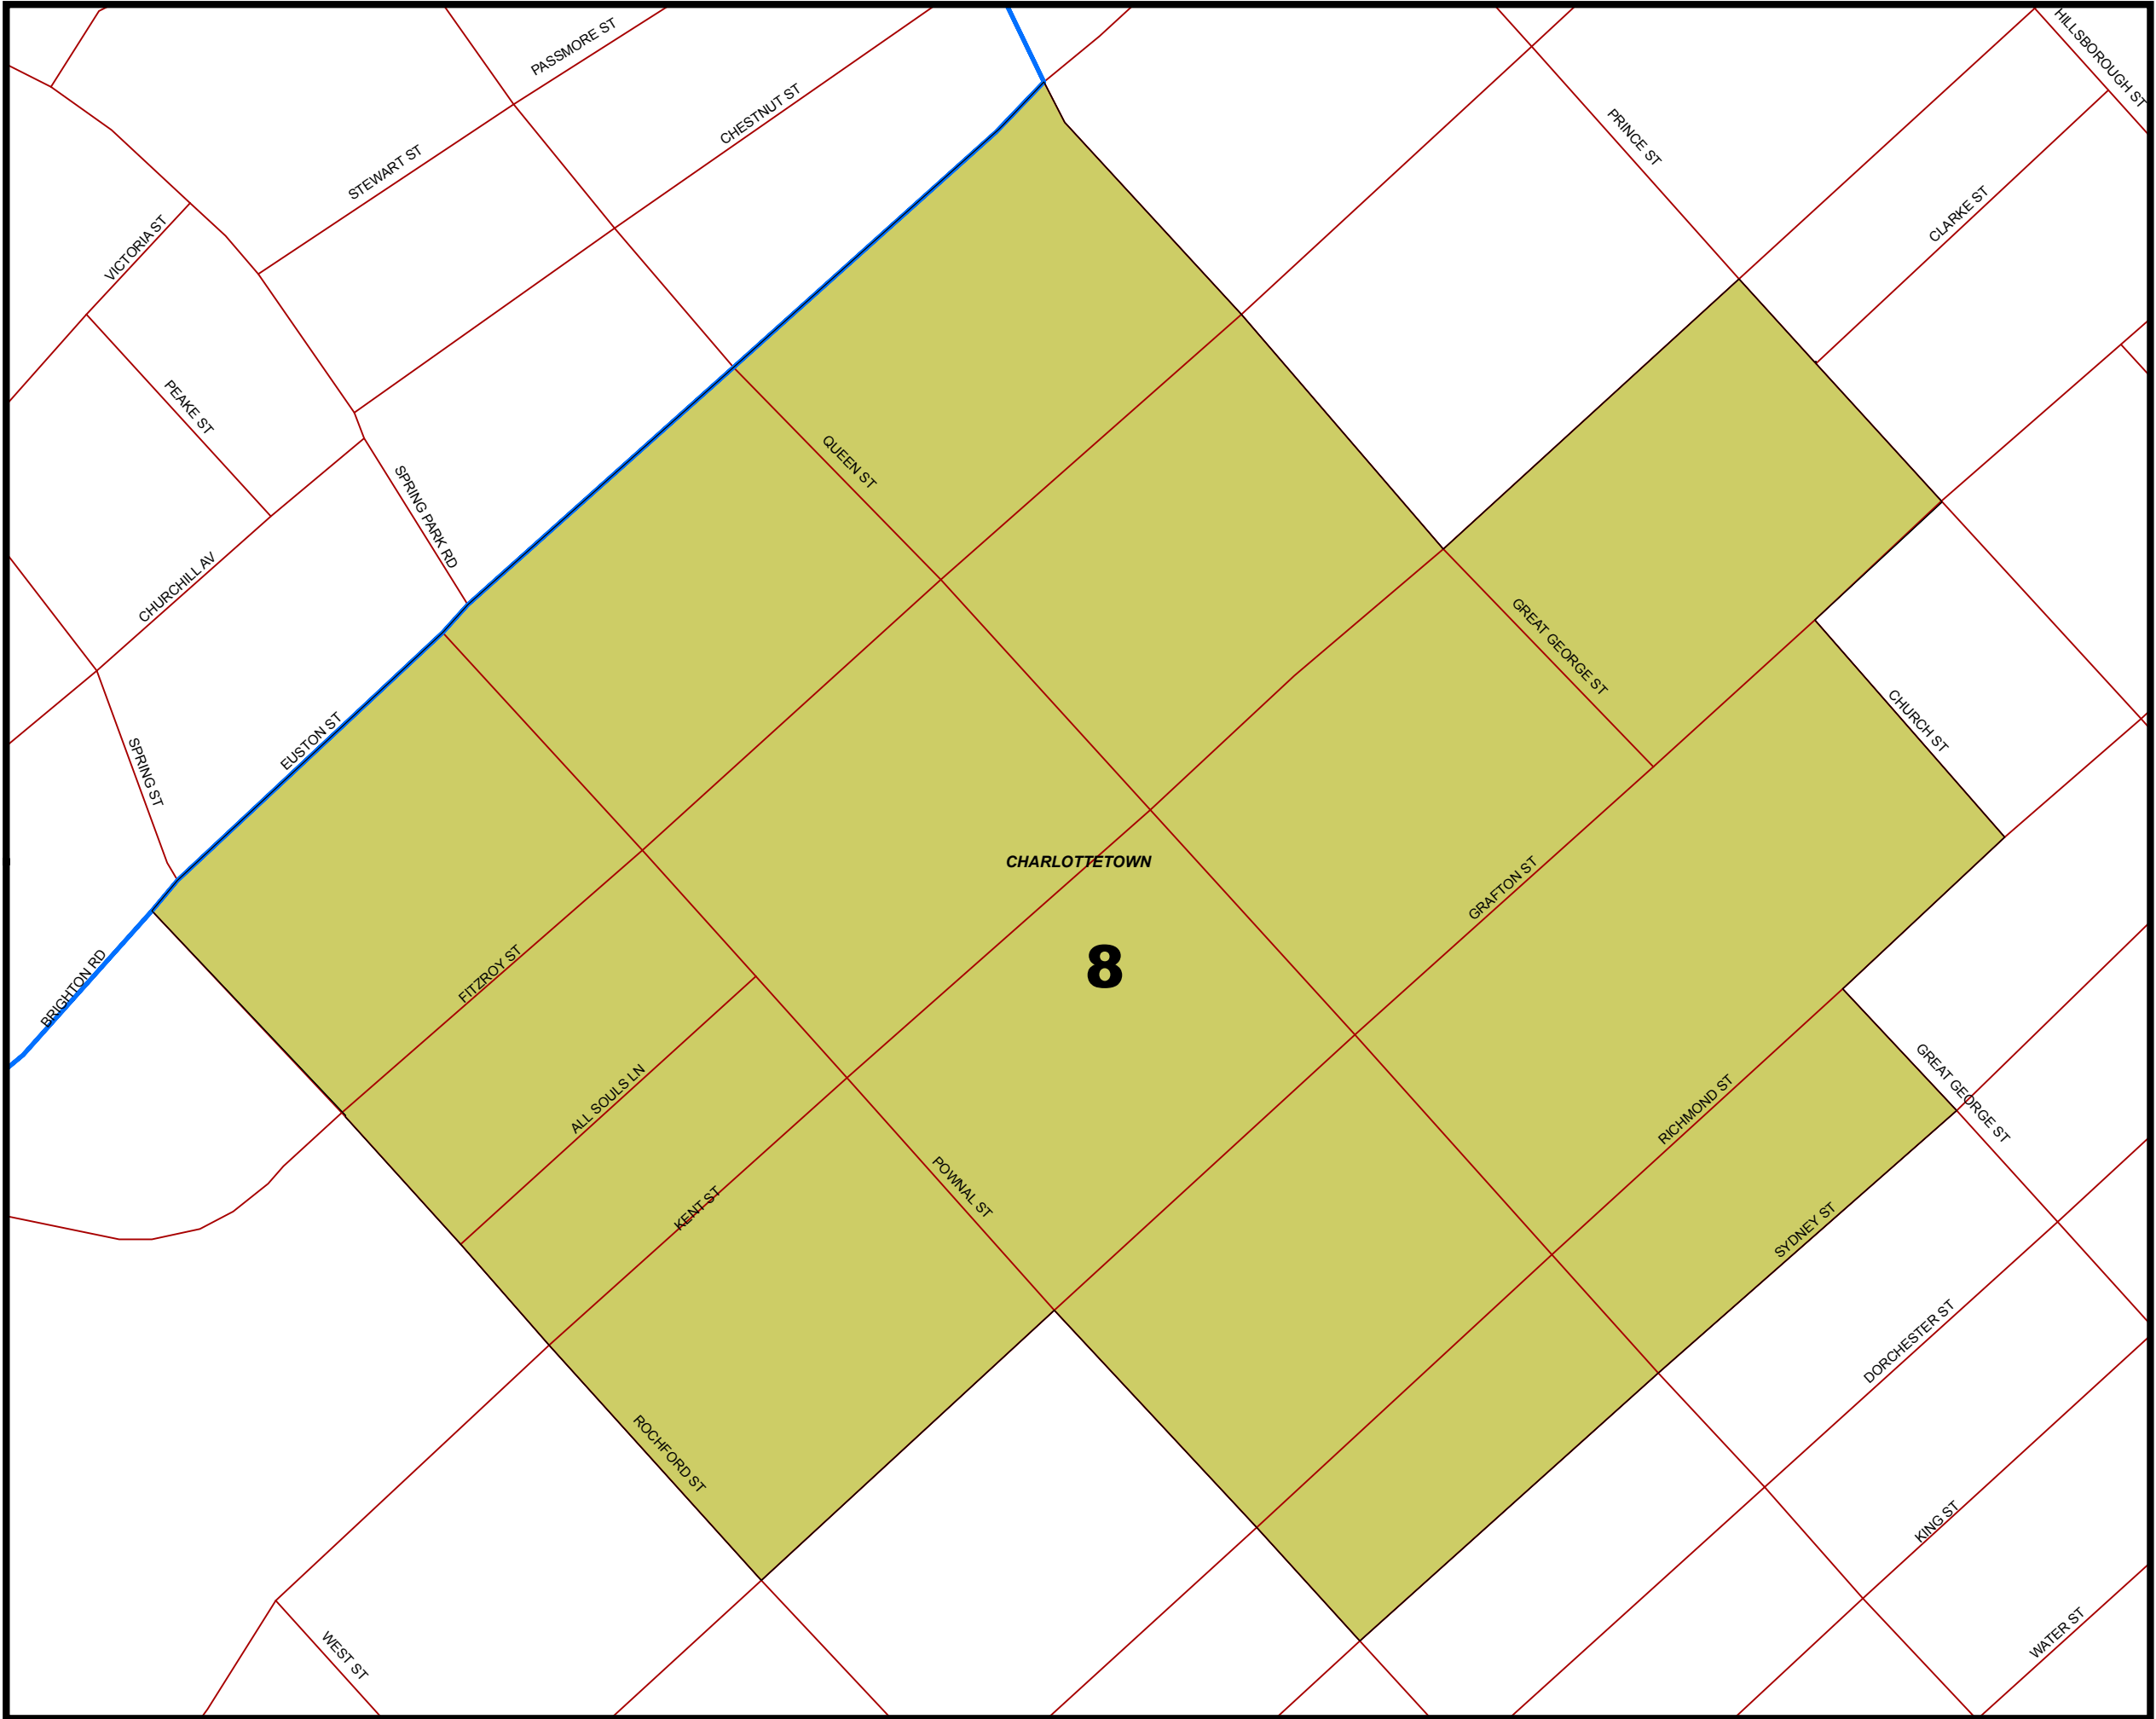 HILLSBOROUGH ST
PASSMORE ST
CHESTNUT ST
PRINCE ST
STEWART ST
CLARKE ST
VICTORIA ST
PEAKE ST
QUEEN ST
SPRING PARK RD
CHURCHILL AV
GREAT GEORGE ST
CHURCH ST
EUSTON ST
SPRING ST
CHARLOTTETOWN
GRAFTON ST
8
FITZROY ST
BRIGHTON RD
ALL SOULS LN
GREAT GEORGE ST
RICHMOND ST
POWNAL ST
KENT ST
SYDNEY ST
DORCHESTER ST
ROCHFORD ST
KING ST
WATER ST
WEST ST